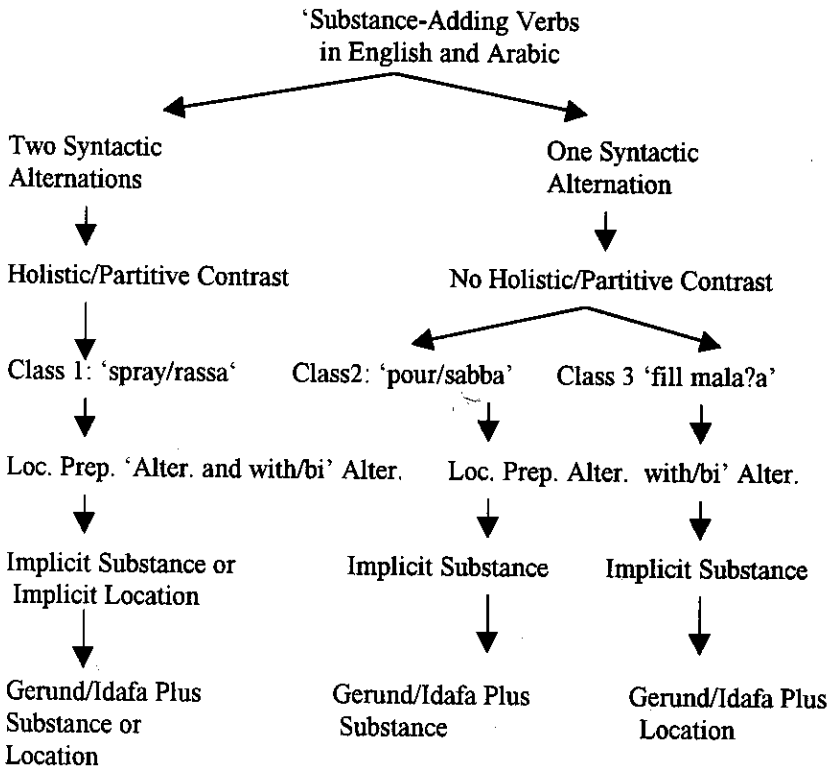 ‘Substance-Adding Verbs
in English and Arabic
Two Syntactic
Alternations
One Syntactic
Alternation
Holistic/Partitive Contrast
No Holistic/Partitive Contrast
Class 1: ‘spray/rassa‘
Class2: ‘pour/sabba’
Class 3 ‘fill mala?a’
Loc. Prep. ‘Alter. and with/bi’ Alter.
Loc. Prep. Alter.
with/bi’ Alter.
Implicit Substance or
Implicit Location
Implicit Substance
Implicit Substance
Gerund/Idafa Plus
Substance or
Location
Gerund/Idafa Plus
Substance
Gerund/Idafa Plus
Location